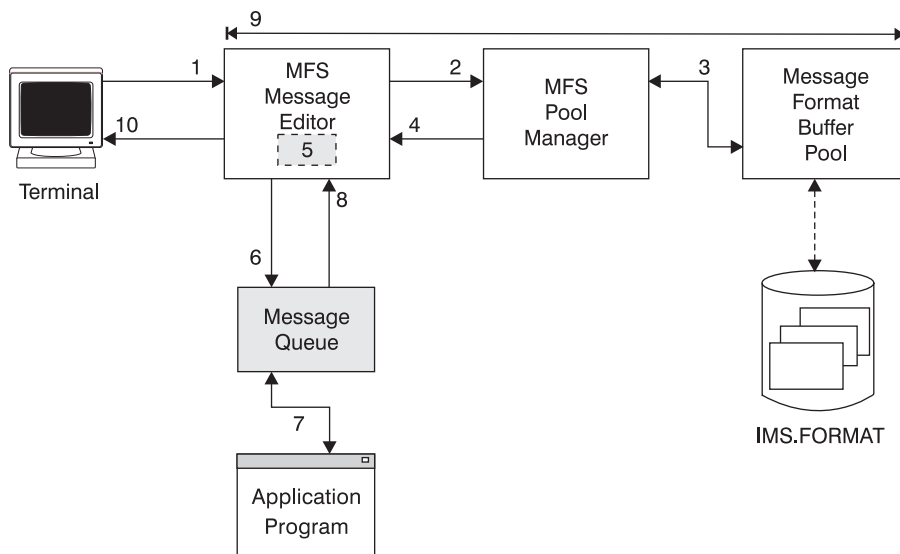 9
1
MFS
Message
Editor
5
2
MFS
Pool
Manager
3
Message
Format
Buffer
Pool
10
4
Terminal
8
6
Message
Queue
7
Application
Program
IMS.FORMAT